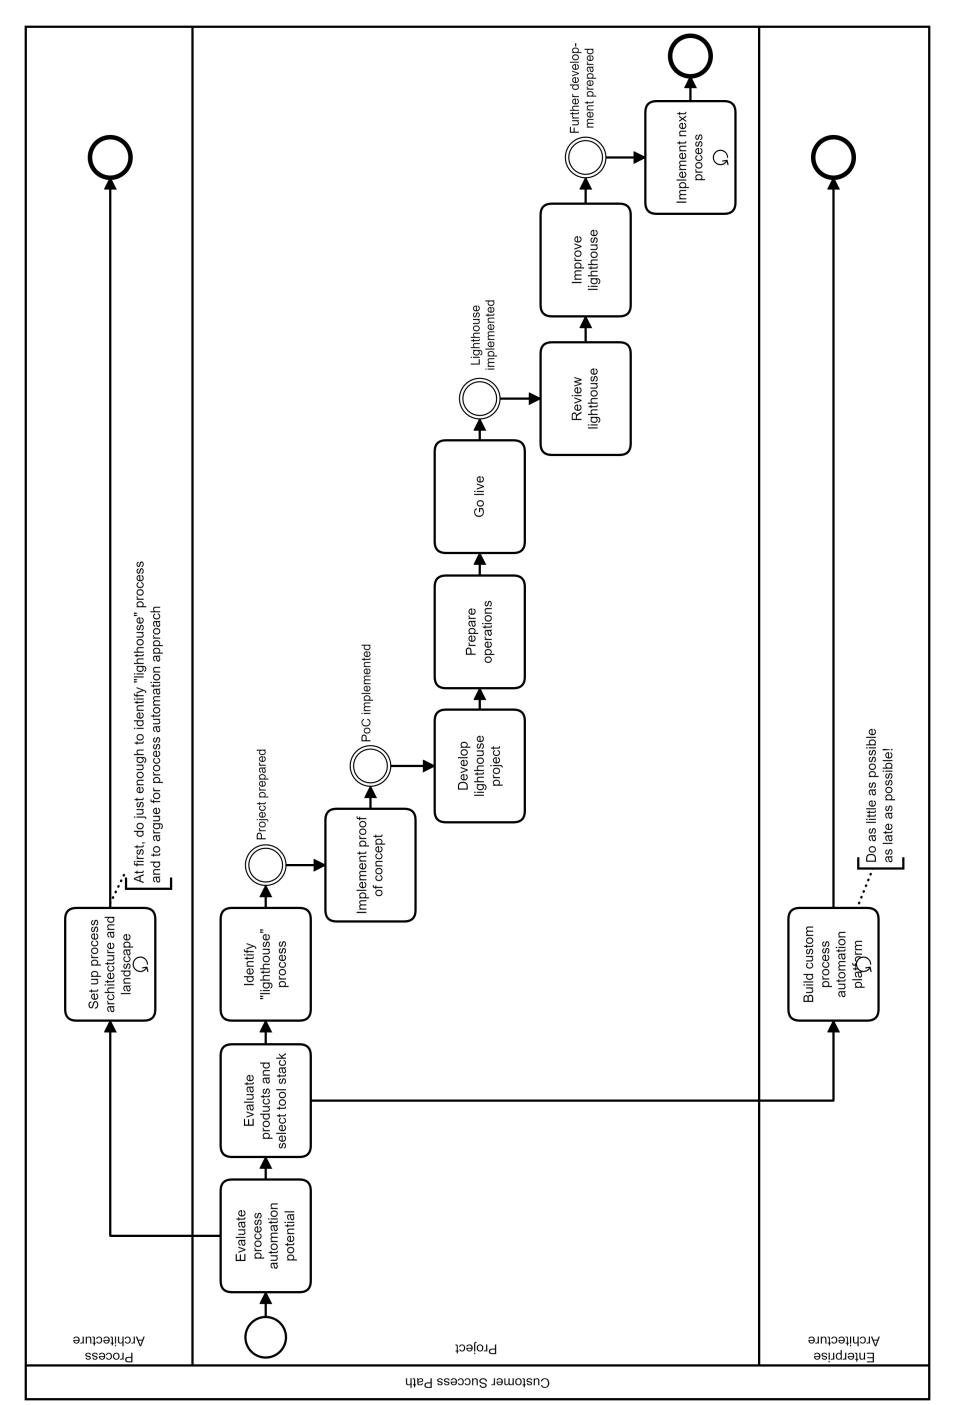 Customer Success Path
Process
Architecture
Project
Enterprise
Architecture
Set up process
architecture and
landscape
At first, do just enough to identify "lighthouse" process
and to argue for process automation approach
Evaluate
process
automation
potential
Evaluate
products and
select tool stack
Identify
"lighthouse"
process
Project prepared
Implement proof
of concept
PoC implemented
Develop
lighthouse
project
Prepare
operations
Go live
Lighthouse
implemented
Review
lighthouse
Improve
lighthouse
Further develop-
ment prepared
Implement next
process
Build custom
process
automation
platform
Do as little as possible
as late as possible!